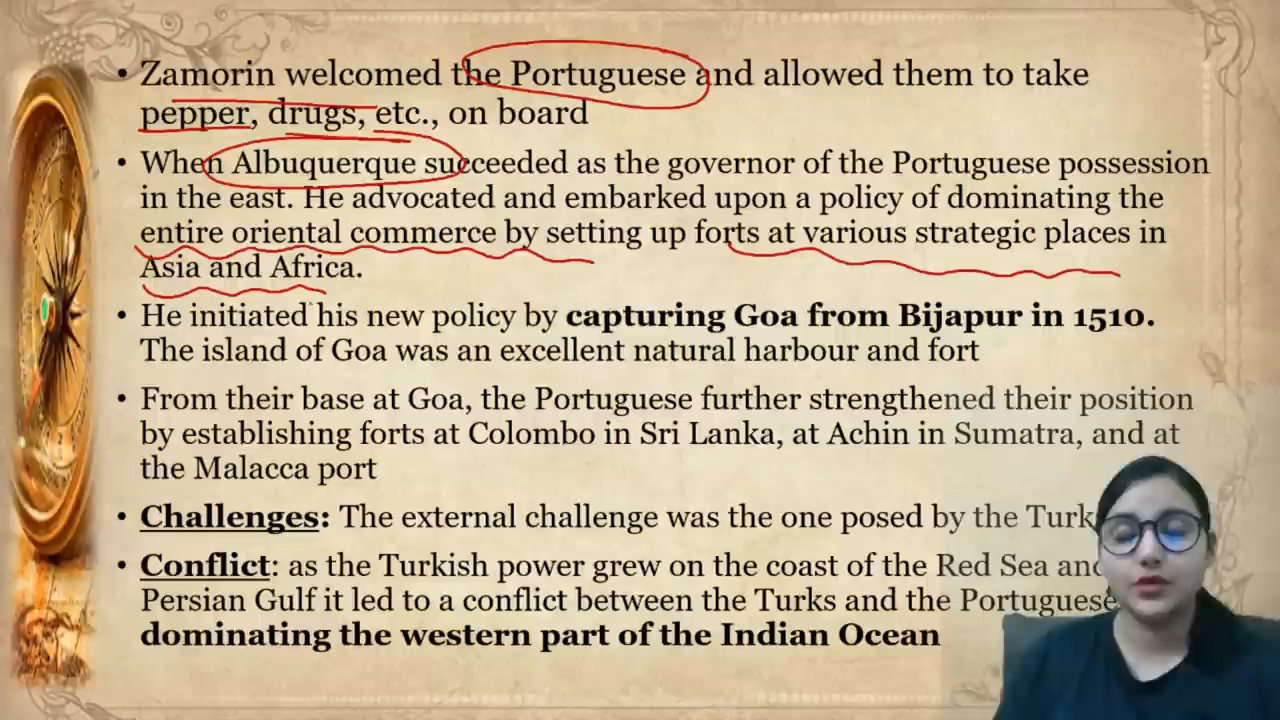 • Zamorin welcomed the Portuguese and allowed them to take
pepper, drugs, etc., on board
• When Albuquerque succeeded as the governor of the Portuguese possession
in the east. He advocated and embarked upon a policy of dominating the
entire oriental commerce by setting up forts at various strategic places in
Asia and Africa.
• He initiated his new policy by capturing Goa from Bijapur in 1510.
The island of Goa was an excellent natural harbour and fort
• From their base at Goa, the Portuguese further strengthened their position
by establishing forts at Colombo in Sri Lanka, at Achin in Sumatra, and at
the Malacca port
• Challenges: The external challenge was the one posed by the Turk
• Conflict: as the Turkish power grew on the coast of the Red Sea and
Persian Gulf it led to a conflict between the Turks and the Portuguese
dominating the western part of the Indian Ocean